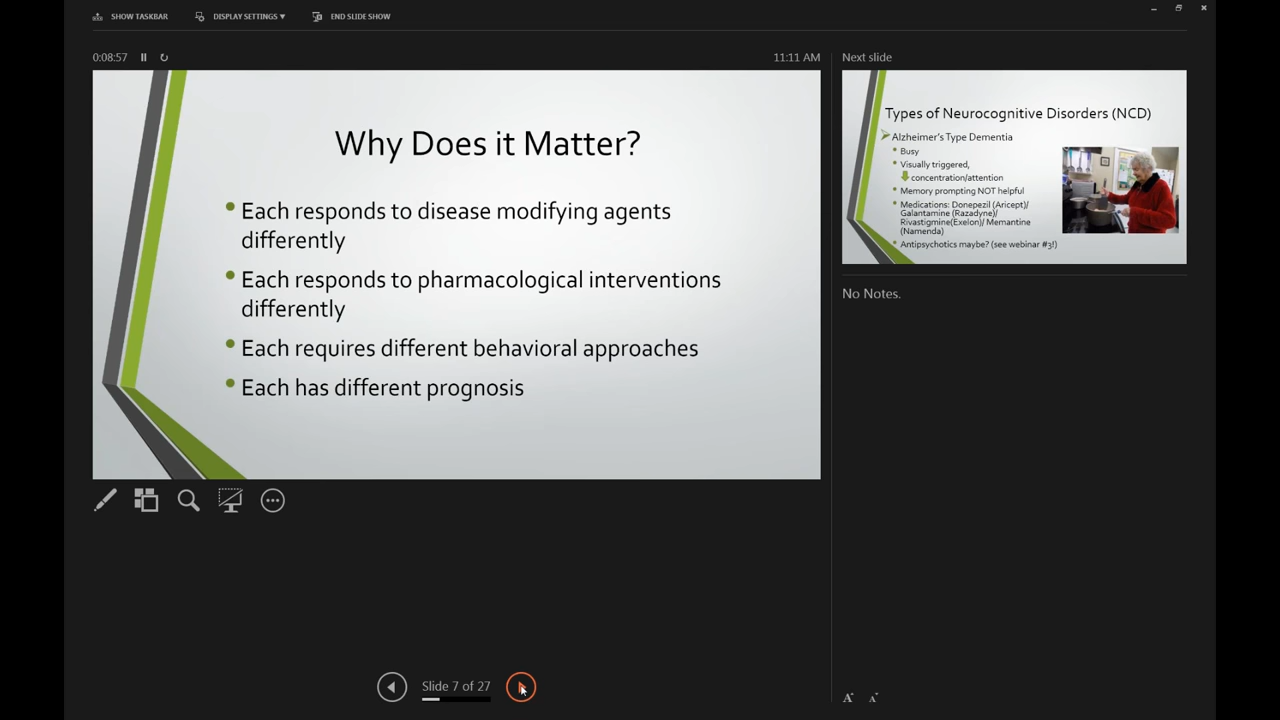 SHOW TASKBAR DISPLAY SETTINGS ▼ END SLIDE SHOW
0:08:57 11:11 AM
Why Does it Matter?
• Each responds to disease modifying agents
differently
• Each responds to pharmacological interventions
differently
• Each requires different behavioral approaches
• Each has different prognosis
Slide 7 of 27
Next slide
Types of Neurocognitive Disorders (NCD)
Alzheimer's Type Dementia
• Busy
• Visually triggered,
concentration/attention
• Memory prompting NOT helpful
• Medications: Donepezil (Aricept)/
Galantamine (Razadyne)/
Rivastigmine(Exelon)/ Memantine
(Namenda)
• Antipsychotics maybe? (see webinar #3!)
No Notes.
A A